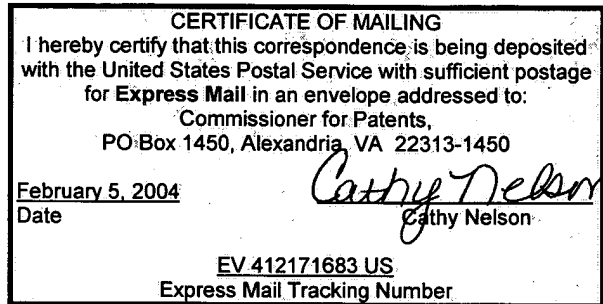 CERTIFICATE OF MAILING
I hereby certify that this correspondence is being deposited
with the United States Postal Service with sufficient postage
for Express Mail in an envelope addressed to:
Commissioner for Patents,
PO Box 1450, Alexandria, VA 22313-1450
Cathy Nelson
February 5, 2004
Date Cathy Nelson
EV 412171683 US
Express Mail Tracking Number